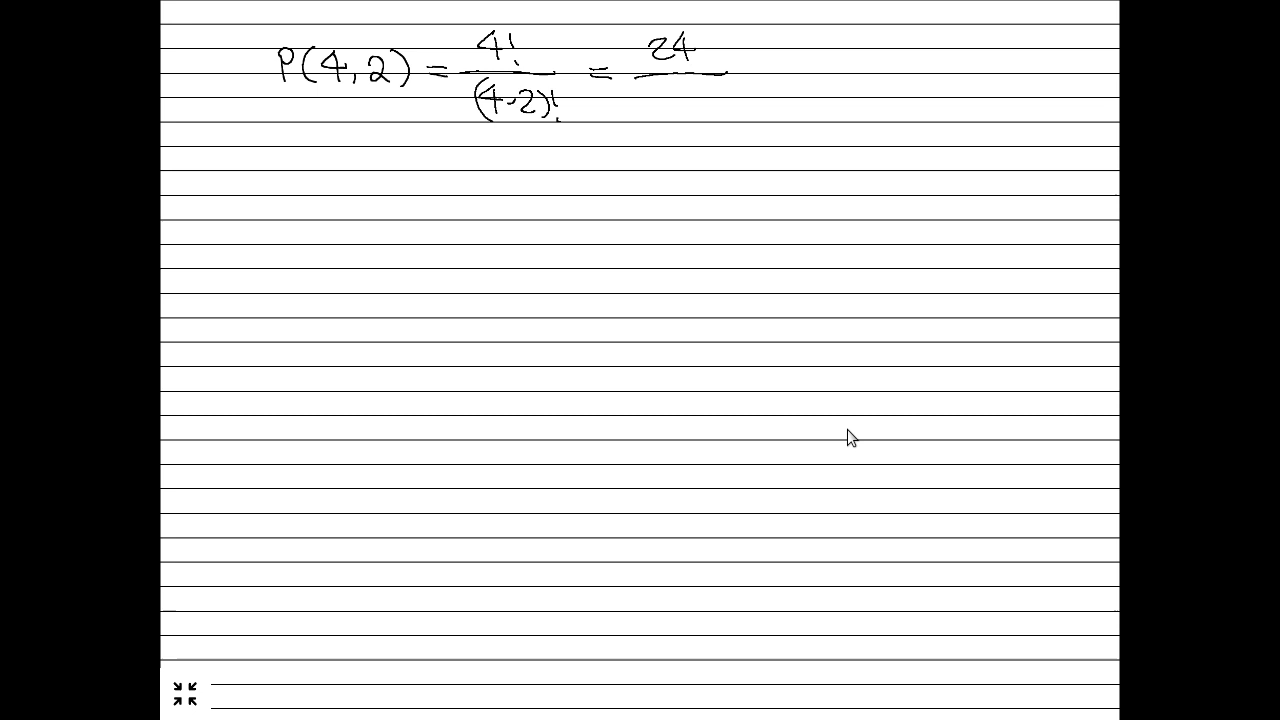 P(4,2) = 4!/(4-2)! = 24/